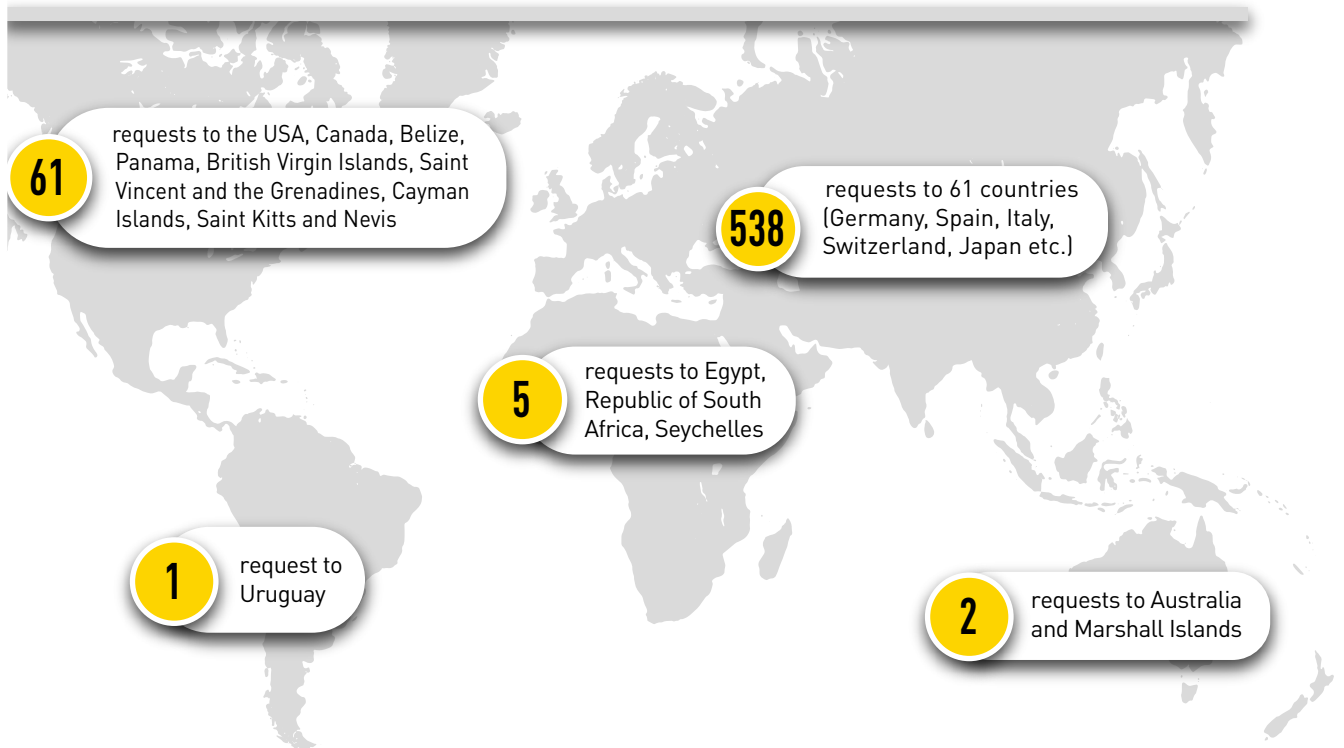 61
requests to the USA, Canada, Belize,
Panama, British Virgin Islands, Saint
Vincent and the Grenadines, Cayman
Islands, Saint Kitts and Nevis
538
requests to 61 countries
(Germany, Spain, Italy,
Switzerland, Japan etc.)
5
requests to Egypt,
Republic of South
Africa, Seychelles
1
request to
Uruguay
2
requests to Australia
and Marshall Islands